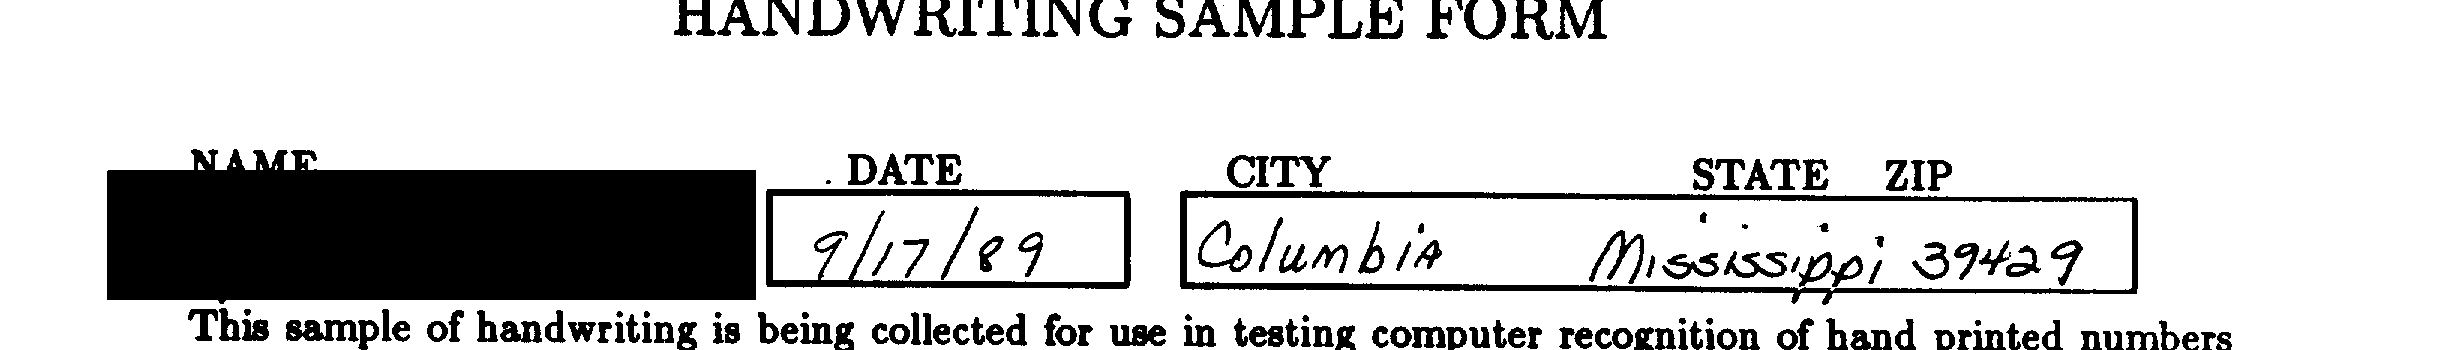 HANDWRITING SAMPLE FORM
NAME DATE CITY STATE ZIP
9/17/89 Columbia Mississippi 39429
This sample of handwriting is being collected for use in testing computer recognition of hand printed numbers